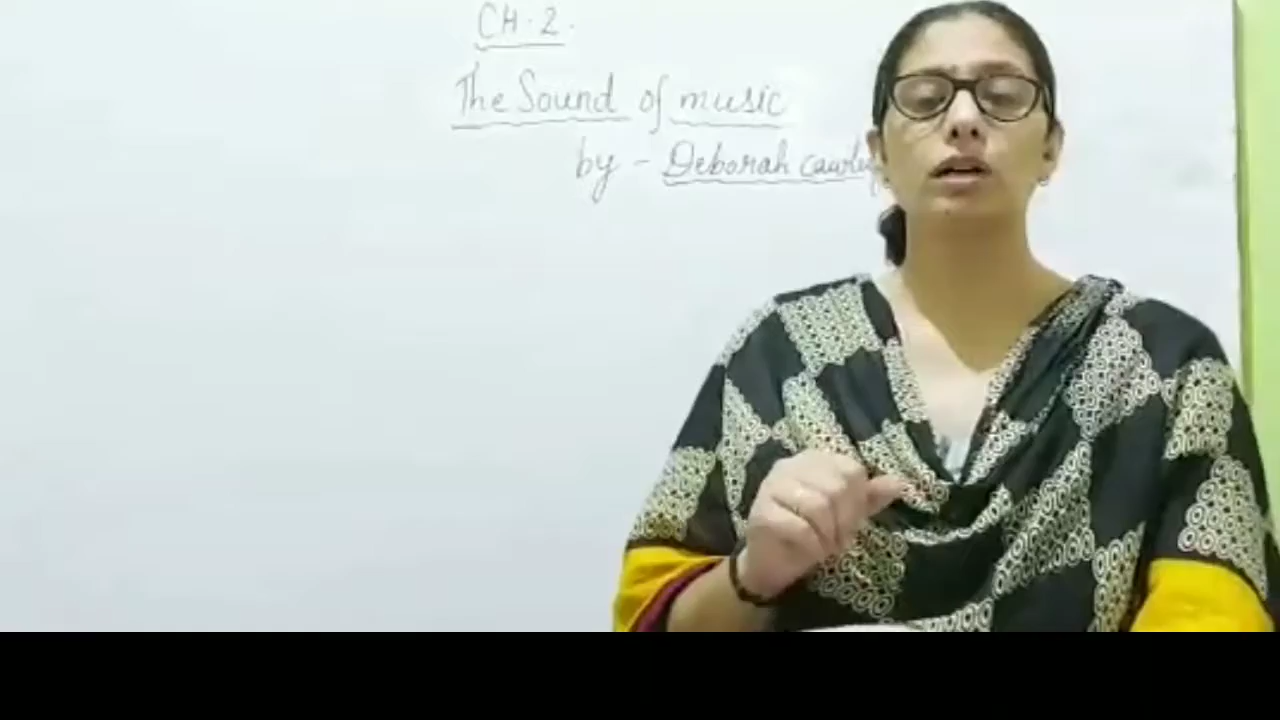 CH. 2.
The Sound of music
by - Deborah